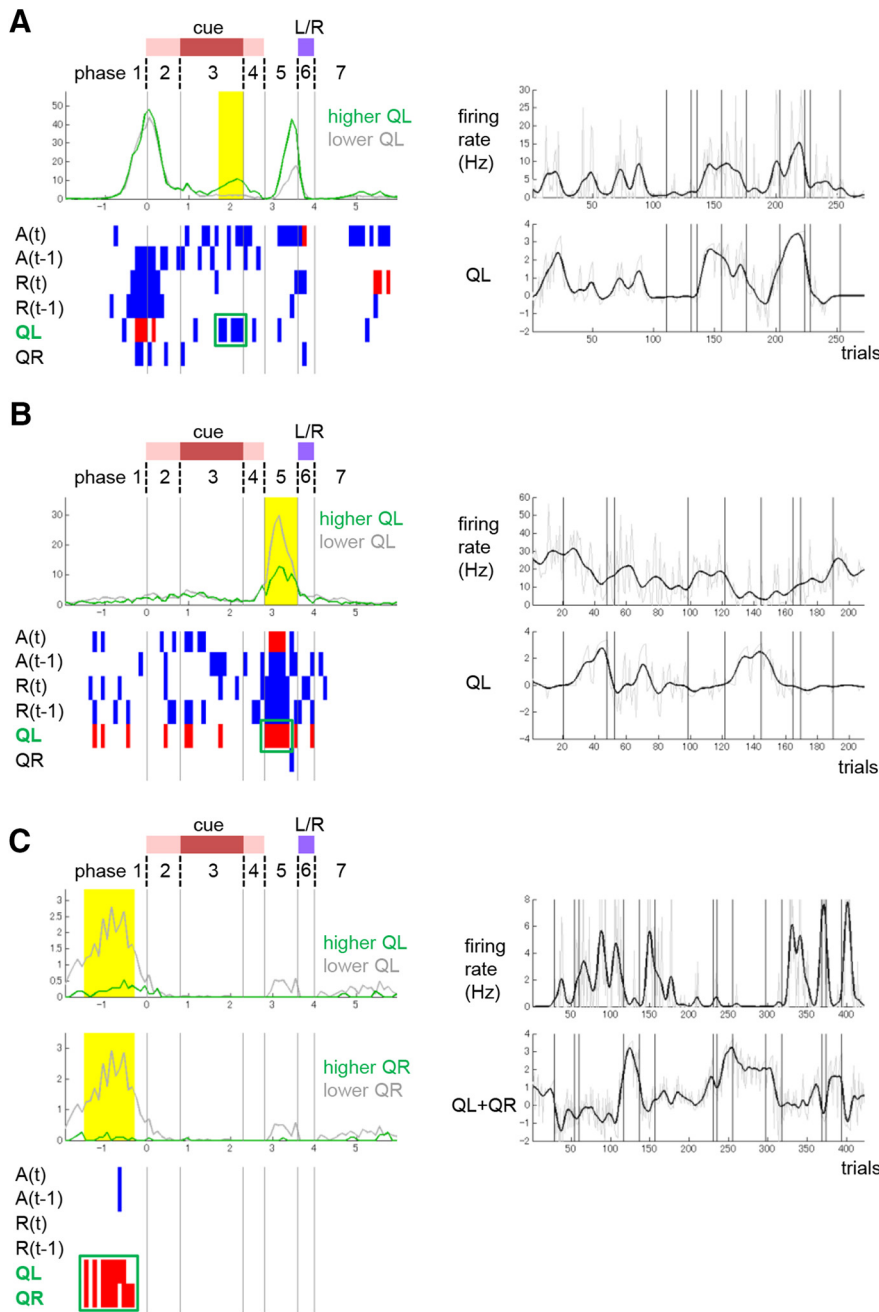 A
cue
L/R
phase 1 2 3 4 5 6 7
50
40
30
20
10
0
higher QL
lower QL
−1 0 1 2 3 4 5
A(t)
A(t-1)
R(t)
R(t-1)
QL
QR
firing
rate
(Hz)
30
25
20
15
10
5
0
50 100 150 200 250
QL
4
3
2
1
0
-1
-2
50 100 150 200 250
trials
B
cue
L/R
phase 1 2 3 4 5 6 7
30
20
10
0
higher QL
lower QL
−1 0 1 2 3 4 5
A(t)
A(t-1)
R(t)
R(t-1)
QL
QR
firing
rate
(Hz)
60
50
40
30
20
10
0
20 40 60 80 100 120 140 160 180 200
QL
4
2
0
−2
−4
20 40 60 80 100 120 140 160 180 200
trials
C
cue
L/R
phase 1 2 3 4 5 6 7
3
2.5
2
1.5
1
0.5
0
higher QL
lower QL
−1 0 1 2 3 4 5
3
2
1
0
higher QR
lower QR
−1 0 1 2 3 4 5
A(t)
A(t-1)
R(t)
R(t-1)
QL
QR
firing
rate
(Hz)
8
6
4
2
0
50 100 150 200 250 300 350 400
QL+QR
4
3
2
1
0
-1
-2
50 100 150 200 250 300 350 400
trials